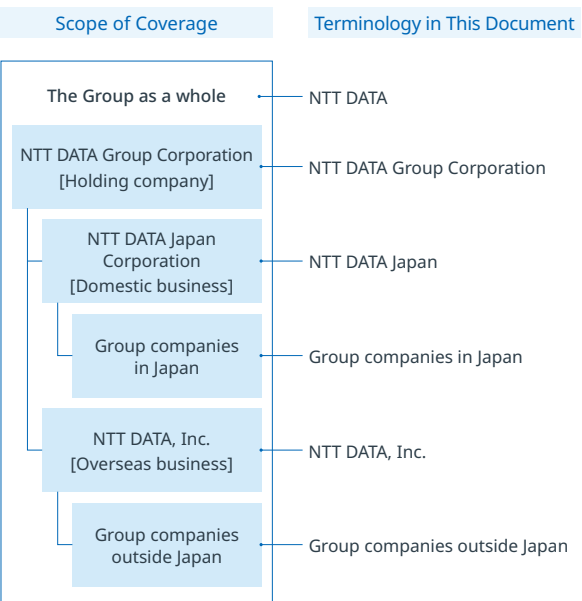 Scope of Coverage
Terminology in This Document
The Group as a whole
NTT DATA
NTT DATA Group Corporation
[Holding company]
NTT DATA Group Corporation
NTT DATA Japan
Corporation
[Domestic business]
NTT DATA Japan
Group companies
in Japan
Group companies in Japan
NTT DATA, Inc.
[Overseas business]
NTT DATA, Inc.
Group companies
outside Japan
Group companies outside Japan